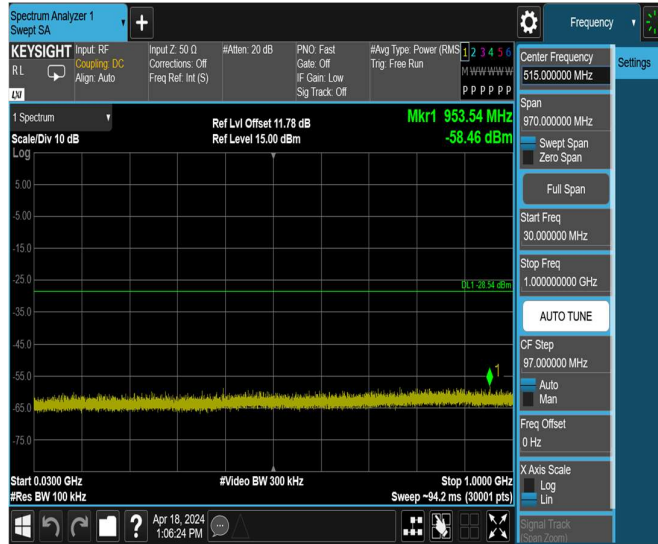 Spectrum Analyzer 1
Swept SA
Frequency
KEYSIGHT
RL
LXI
Input: RF
Coupling: DC
Align: Auto
Input Z: 50 Ω
Corrections: Off
Freq Ref: Int (S)
#Atten: 20 dB
PNO: Fast
Gate: Off
IF Gain: Low
Sig Track: Off
#Avg Type: Power (RMS
Trig: Free Run
1 2 3 4 5 6
M W W W W W
P P P P P P
1 Spectrum
Scale/Div 10 dB
Log
Ref Lvl Offset 11.78 dB
Ref Level 15.00 dBm
Mkr1 953.54 MHz
-58.46 dBm
5.00
-5.00
-15.0
-25.0
DL1 -28.54 dBm
-35.0
-45.0
-55.0
1
-65.0
-75.0
Start 0.0300 GHz
#Res BW 100 kHz
#Video BW 300 kHz
Stop 1.0000 GHz
Sweep ~94.2 ms (30001 pts)
Apr 18, 2024
1:06:24 PM
Center Frequency
515.000000 MHz
Settings
Span
970.000000 MHz
Swept Span
Zero Span
Full Span
Start Freq
30.000000 MHz
Stop Freq
1.000000000 GHz
AUTO TUNE
CF Step
97.000000 MHz
Auto
Man
Freq Offset
0 Hz
X Axis Scale
Log
Lin
Signal Track
(Span Zoom)